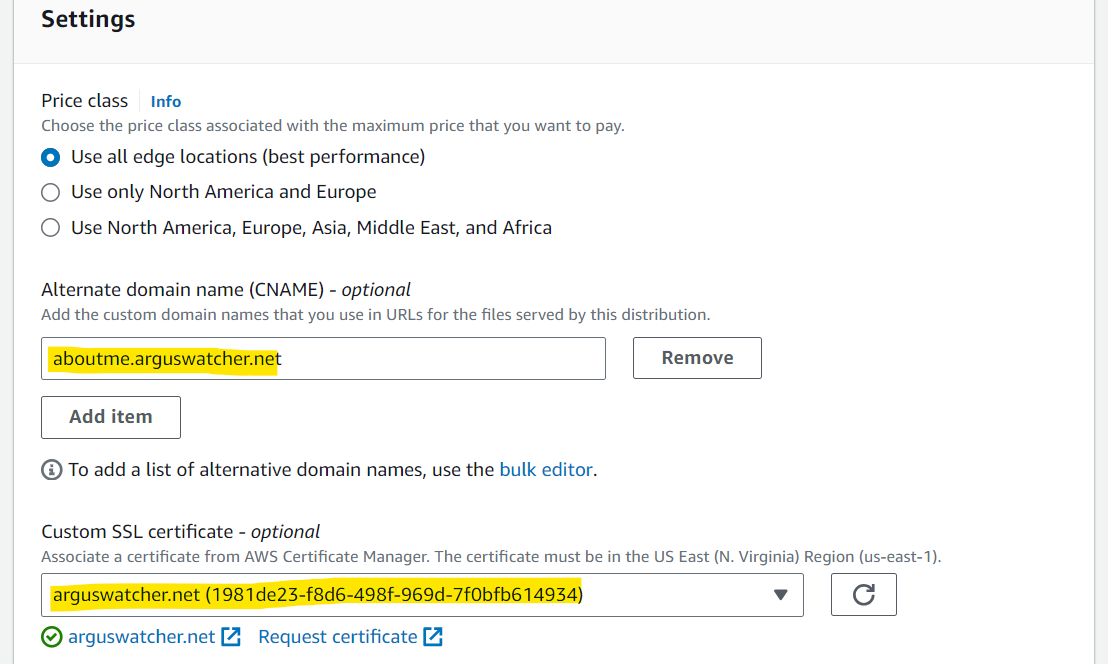 Settings
Price class Info
Choose the price class associated with the maximum price that you want to pay.
Use all edge locations (best performance)
Use only North America and Europe
Use North America, Europe, Asia, Middle East, and Africa
Alternate domain name (CNAME) - optional
Add the custom domain names that you use in URLs for the files served by this distribution.
aboutme.arguswatcher.net Remove
Add item
To add a list of alternative domain names, use the bulk editor.
Custom SSL certificate - optional
Associate a certificate from AWS Certificate Manager. The certificate must be in the US East (N. Virginia) Region (us-east-1).
arguswatcher.net (1981de23-f8d6-498f-969d-7f0bfb614934)
arguswatcher.net Request certificate